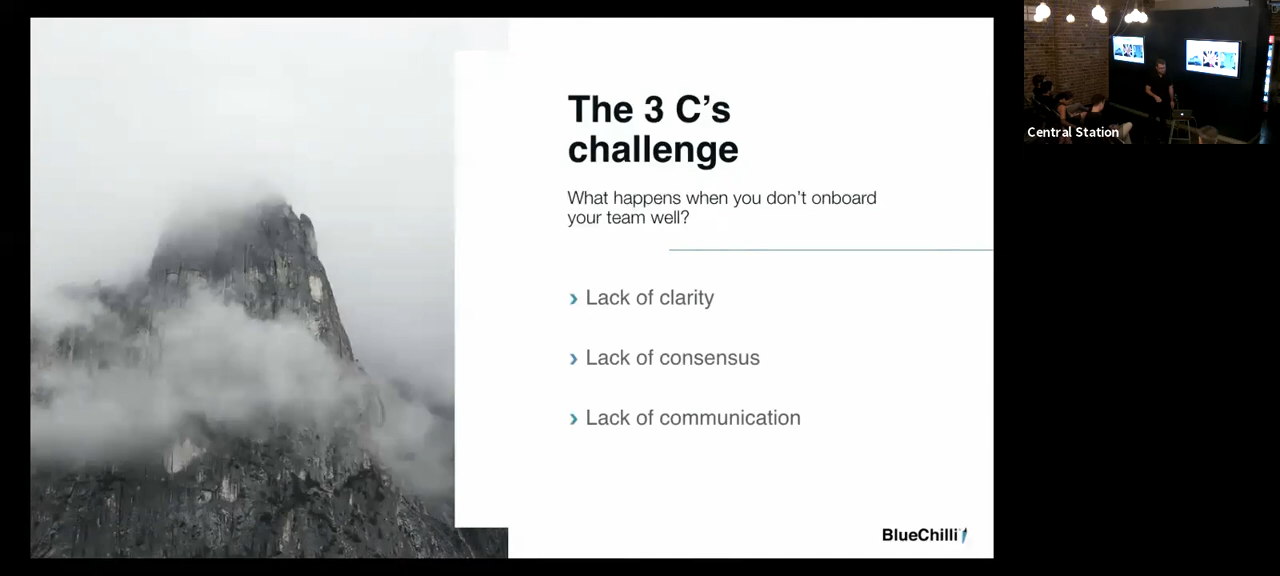 The 3 C’s
challenge
What happens when you don’t onboard
your team well?
› Lack of clarity
› Lack of consensus
› Lack of communication
BlueChilli
Central Station